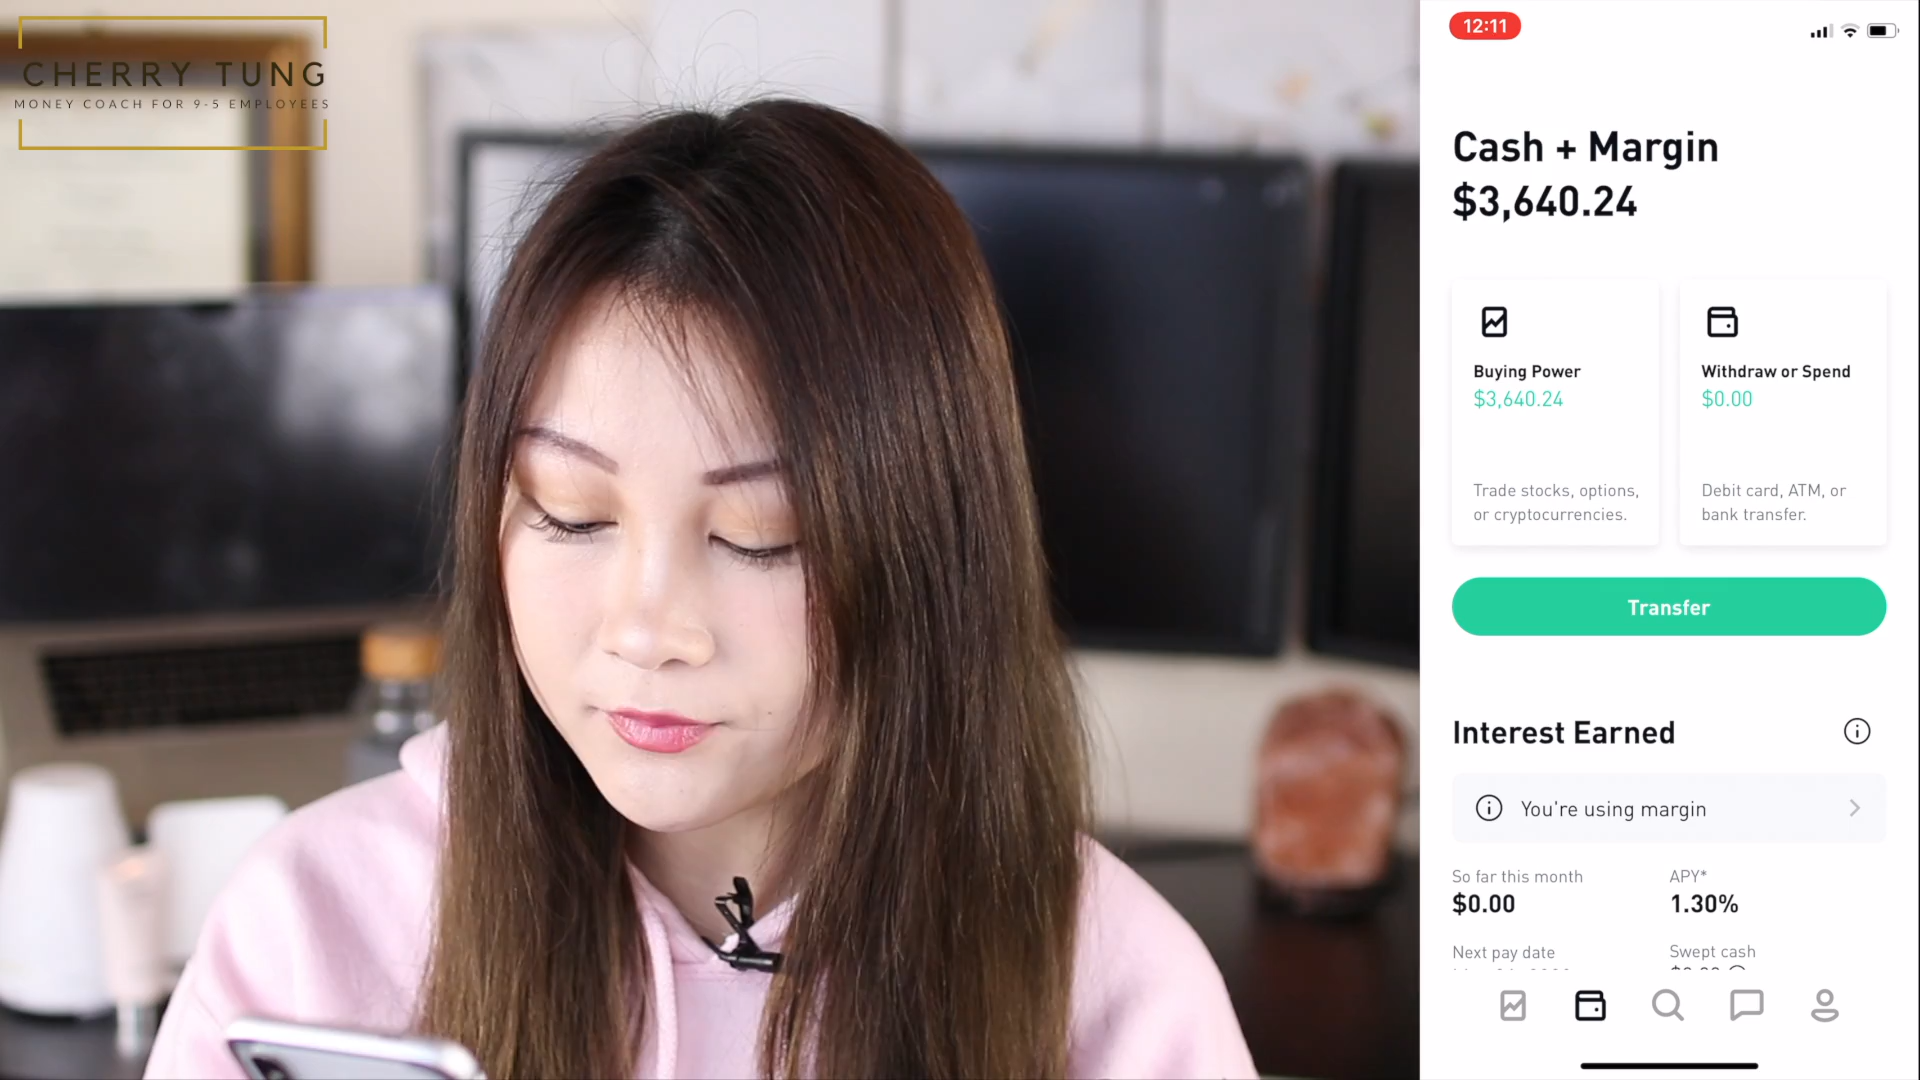 CHERRY TUNG
MONEY COACH FOR 9-5 EMPLOYEES
12:11
Cash + Margin
$3,640.24
Buying Power
$3,640.24
Trade stocks, options,
or cryptocurrencies.
Withdraw or Spend
$0.00
Debit card, ATM, or
bank transfer.
Transfer
Interest Earned
You're using margin
So far this month
$0.00
APY*
1.30%
Next pay date
Swept cash